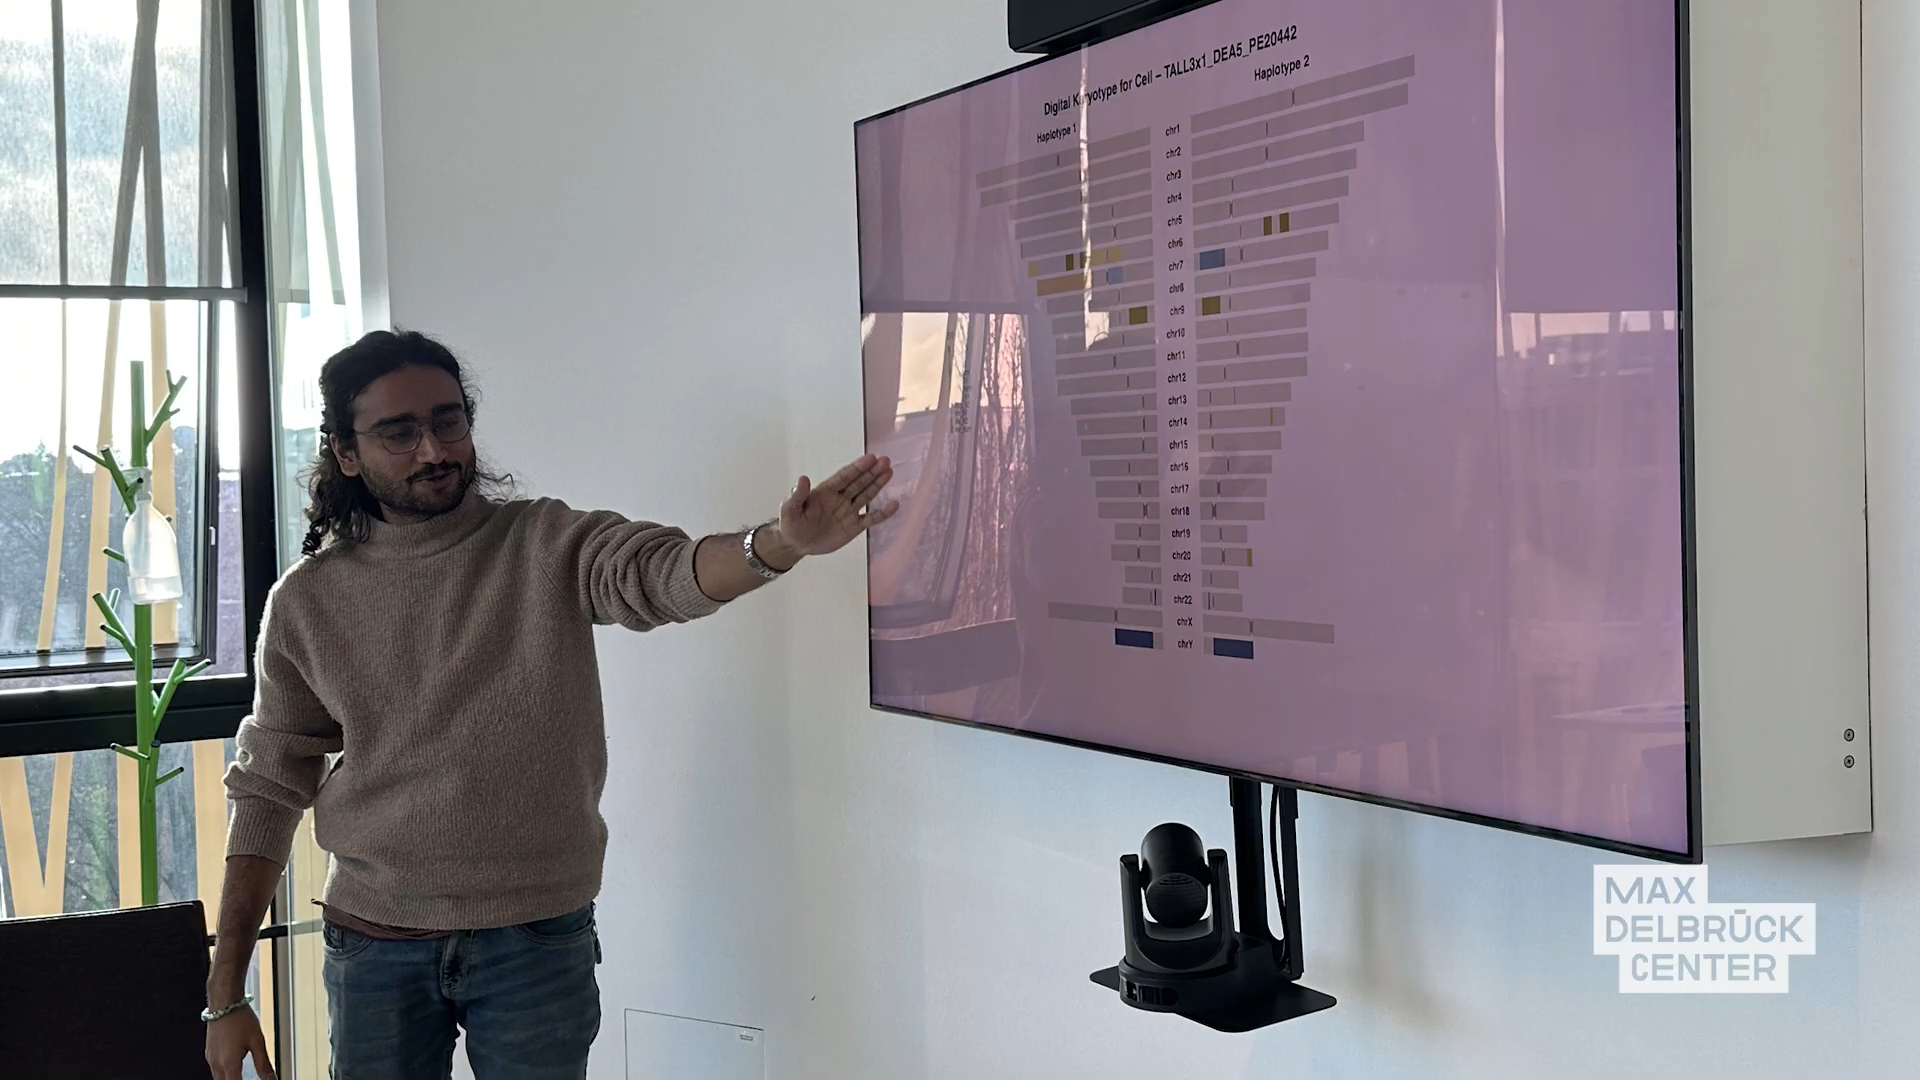 Digital Karyotype for Cell – TALL3x1_DEA5_PE20442
Haplotype 1
Haplotype 2
chr1
chr2
chr3
chr4
chr5
chr6
chr7
chr8
chr9
chr10
chr11
chr12
chr13
chr14
chr15
chr16
chr17
chr18
chr19
chr20
chr21
chr22
chrX
chrY
MAX
DELBRŪCK
CENTER